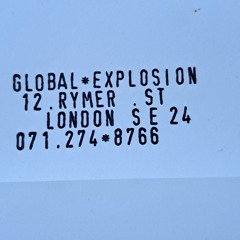 GLOBAL*EXPLOSION
12.RYMER .ST
LONDON S E 24
071.274*8766